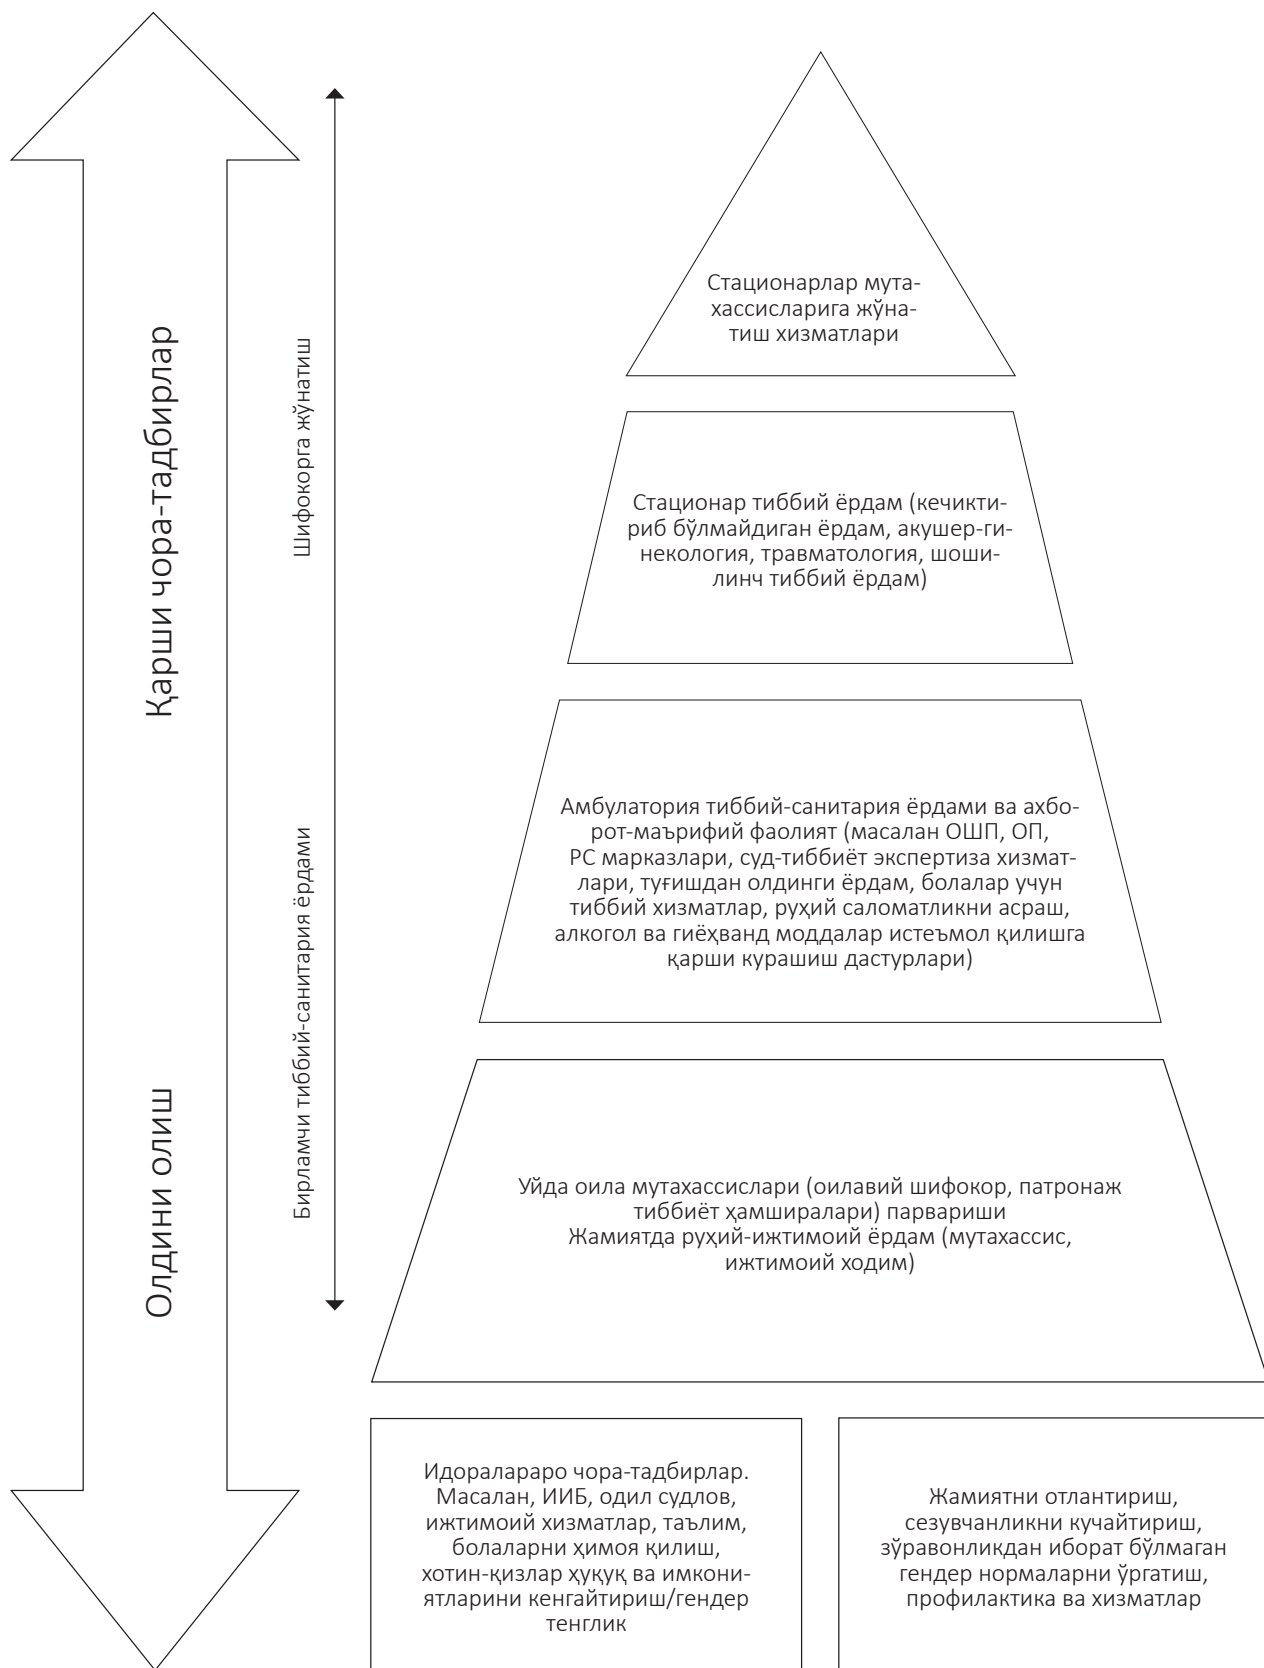 Қарши чора-тадбирлар
Олдини олиш
Шифокорга жўнатиш
Бирламчи тиббий-санитария ёрдами
Стационарлар мута-
хассисларига жўна-
тиш хизматлари
Стационар тиббий ёрдам (кечикти-
риб бўлмайдиган ёрдам, акушер-ги-
некология, травматология, шоши-
линч тиббий ёрдам)
Амбулатория тиббий-санитария ёрдами ва ахбо-
рот-маърифий фаолият (масалан ОШП, ОП,
РС марказлари, суд-тиббиёт экспертиза хизмат-
лари, туғишдан олдинги ёрдам, болалар учун
тиббий хизматлар, руҳий саломатликни асраш,
алкогол ва гиёҳванд моддалар истеъмол қилишга
қарши курашиш дастурлари)
Уйда оила мутахассислари (оилавий шифокор, патронаж
тиббиёт ҳамширалари) парвариши
Жамиятда руҳий-ижтимоий ёрдам (мутахассис,
ижтимоий ходим)
Идоралараро чора-тадбирлар.
Масалан, ИИБ, одил судлов,
ижтимоий хизматлар, таълим,
болаларни ҳимоя қилиш,
хотин-қизлар ҳуқуқ ва имкони-
ятларини кенгайтириш/гендер
тенглик
Жамиятни отлантириш,
сезувчанликни кучайтириш,
зўравонликдан иборат бўлмаган
гендер нормаларни ўргатиш,
профилактика ва хизматлар